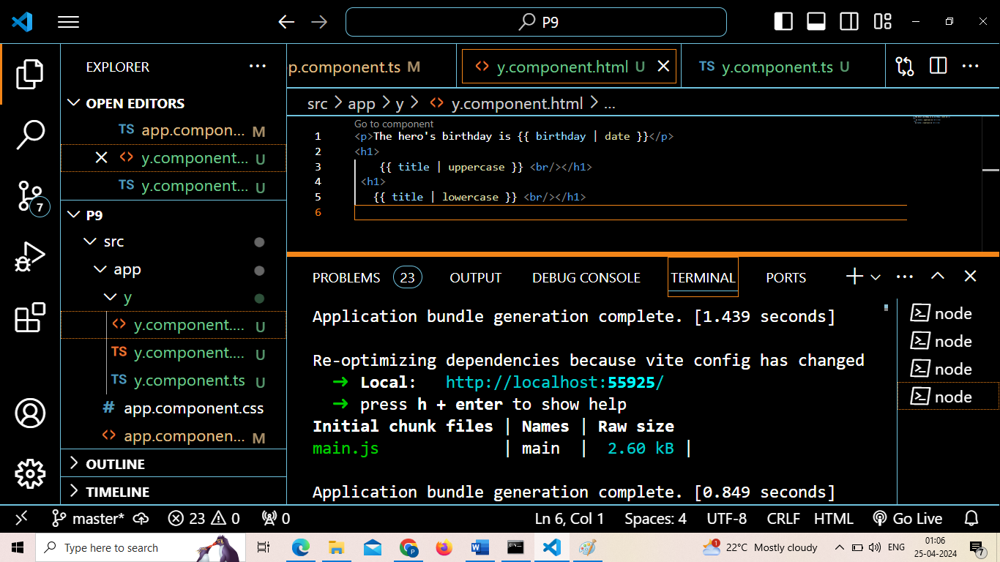 P9
EXPLORER
OPEN EDITORS
TS app.compon... M
y.component... U
TS y.component... U
P9
src
app
y
y.component.... U
TS y.component.... U
TS y.component.ts U
# app.component.css
app.componen... M
OUTLINE
TIMELINE
7
p.component.ts M
<> y.component.html U
TS y.component.ts U
src > app > y > <> y.component.html > ...
Go to component
1 <p>The hero's birthday is {{ birthday | date }}</p>
2 <h1>
3 {{ title | uppercase }} <br/></h1>
4 <h1>
5 {{ title | lowercase }} <br/></h1>
6
PROBLEMS 23 OUTPUT DEBUG CONSOLE TERMINAL PORTS
Application bundle generation complete. [1.439 seconds]
Re-optimizing dependencies because vite config has changed
➜ Local: http://localhost:55925/
➜ press h + enter to show help
Initial chunk files | Names | Raw size
main.js | main | 2.60 kB |
Application bundle generation complete. [0.849 seconds]
node
node
node
node
master* 23 0 0 Ln 6, Col 1 Spaces: 4 UTF-8 CRLF HTML Go Live
Type here to search
22°C Mostly cloudy ENG 01:06
25-04-2024
1
7